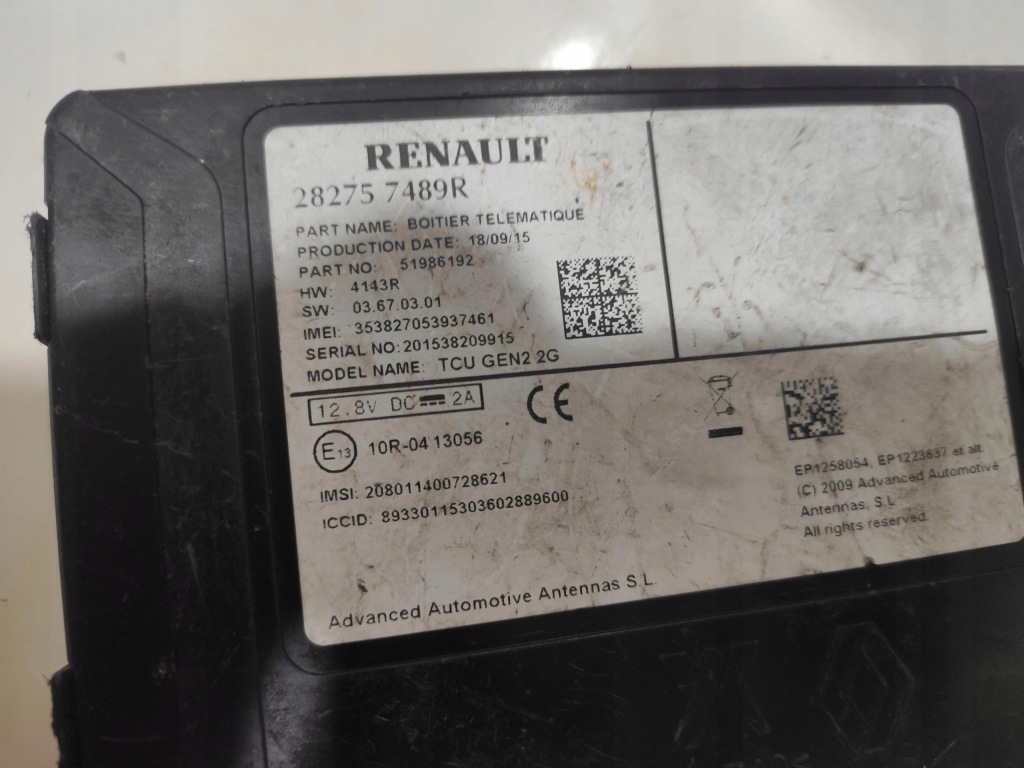 RENAULT
28275 7489R
PART NAME: BOITIER TELEMATIQUE
PRODUCTION DATE: 18/09/15
PART NO: 51986192
HW: 4143R
SW: 03.67.03.01
IMEI: 353827053937461
SERIAL NO: 201538209915
MODEL NAME: TCU GEN2 2G
12.8V DC 2A
CE
E13 10R-04 13056
IMSI: 208011400728621
ICCID: 89330115303602889600
EP1258054, EP1223637 et alt.
(C) 2009 Advanced Automotive
Antennas, S.L
All rights reserved.
Advanced Automotive Antennas S.L.